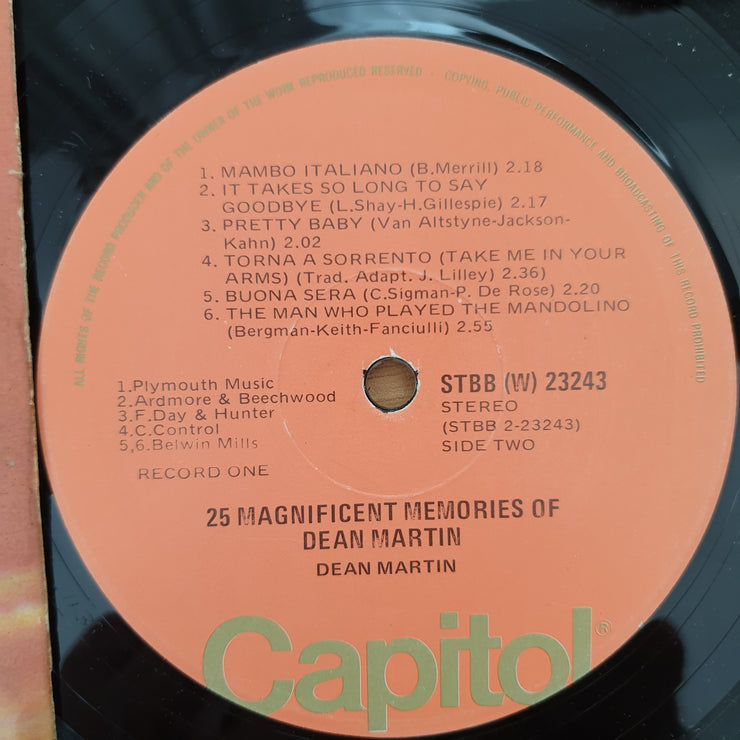 ALL RIGHTS OF THE RECORD PRODUCER AND OF THE OWNER OF THE WORK REPRODUCED RESERVED · COPYING, PUBLIC PERFORMANCE AND BROADCASTING OF THIS RECORD PROHIBITED
1. MAMBO ITALIANO (B.Merrill) 2.18
2. IT TAKES SO LONG TO SAY
GOODBYE (L.Shay-H.Gillespie) 2.17
3. PRETTY BABY (Van Altstyne-Jackson-
Kahn) 2.02
4. TORNA A SORRENTO (TAKE ME IN YOUR
ARMS) (Trad. Adapt. J. Lilley) 2.36)
5. BUONA SERA (C.Sigman-P. De Rose) 2.20
6. THE MAN WHO PLAYED THE MANDOLINO
(Bergman-Keith-Fanciulli) 2.55
1.Plymouth Music
2.Ardmore & Beechwood
3.F.Day & Hunter
4.C.Control
5,6.Belwin Mills
RECORD ONE
STBB (W) 23243
STEREO
(STBB 2-23243)
SIDE TWO
25 MAGNIFICENT MEMORIES OF
DEAN MARTIN
DEAN MARTIN
Capitol®